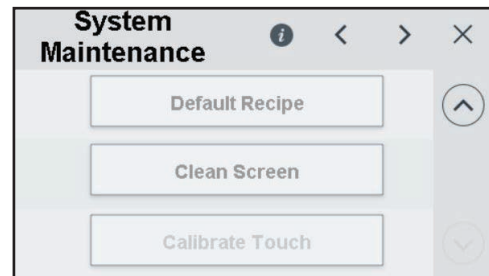 System
Maintenance
Default Recipe
Clean Screen
Calibrate Touch